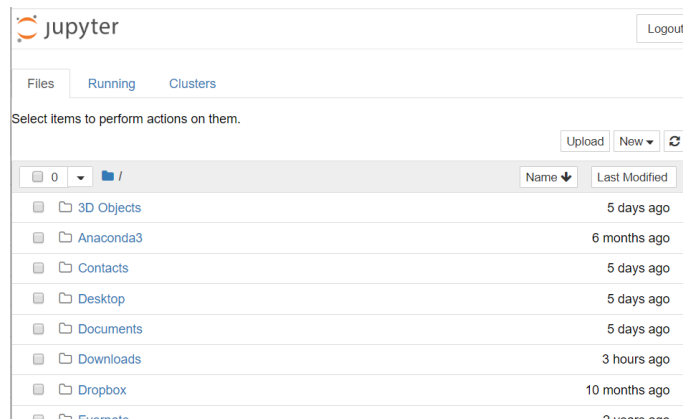 jupyter
Logout
Files Running Clusters
Select items to perform actions on them.
Upload New
0 / Name Last Modified
3D Objects 5 days ago
Anaconda3 6 months ago
Contacts 5 days ago
Desktop 5 days ago
Documents 5 days ago
Downloads 3 hours ago
Dropbox 10 months ago